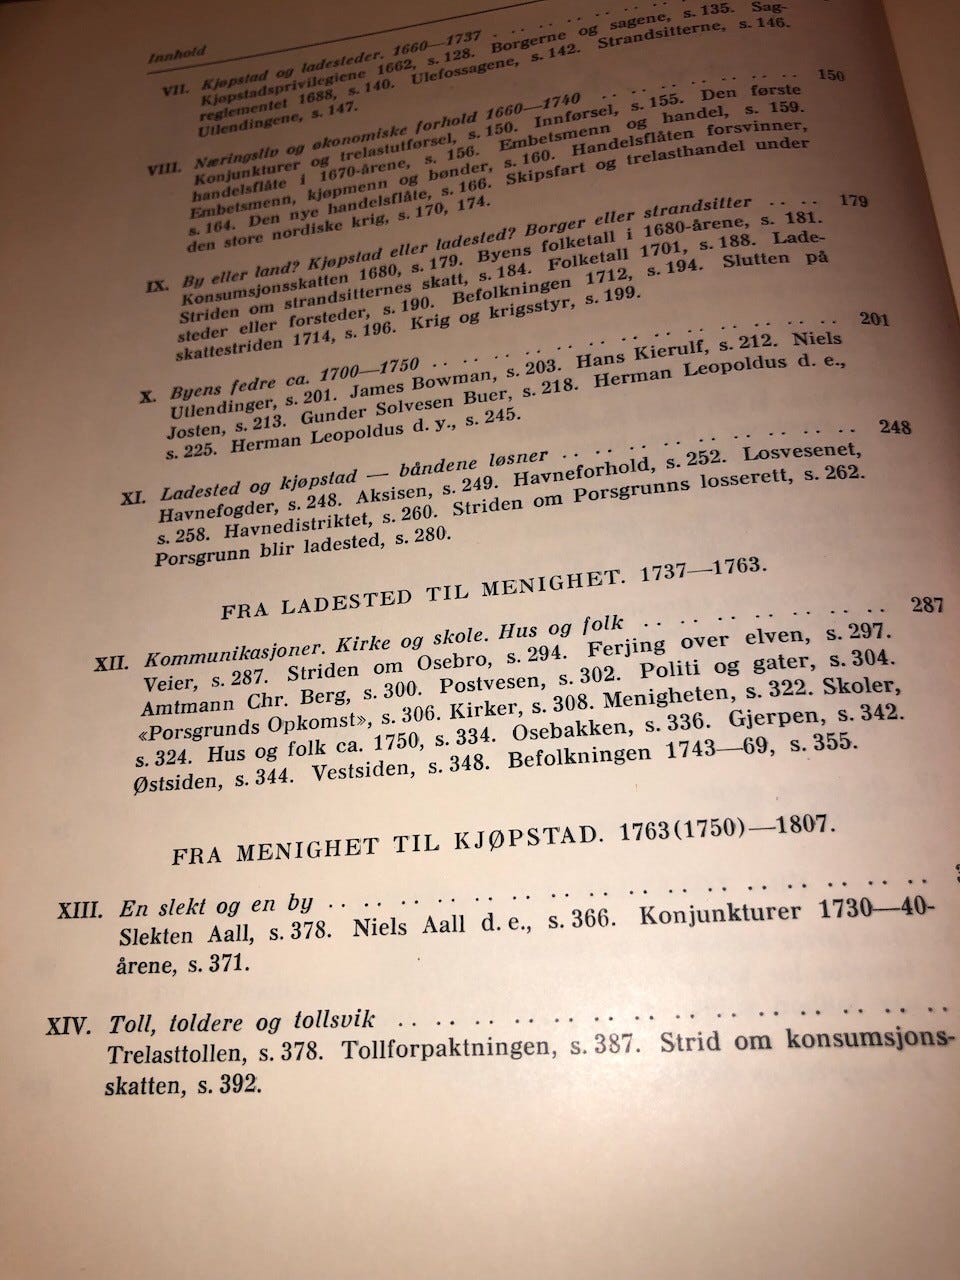 Innhold
VII. Kjøpstad og ladesteder. 1660—1737 . . . . . . . .
Kjøpstadsprivilegiene 1662, s. 128. Borgerne og sagene, s. 135. Sag-
reglementet 1688, s. 140. Ulefossagene, s. 142. Strandsitterne, s. 146.
Utlendingene, s. 147.
VIII. Næringsliv og økonomiske forhold 1660—1740 . . . . . . . . 150
Konjunkturer og trelastutførsel, s. 150. Innførsel, s. 155. Den første
handelsflåte i 1670-årene, s. 156. Embetsmenn og handel, s. 159.
Embetsmenn, kjøpmenn og bønder, s. 160. Handelsflåten forsvinner,
s. 164. Den nye handelsflåte, s. 166. Skipsfart og trelasthandel under
den store nordiske krig, s. 170, 174.
IX. By eller land? Kjøpstad eller ladested? Borger eller strandsitter . . . . 179
Konsumsjonsskatten 1680, s. 179. Byens folketall i 1680-årene, s. 181.
Striden om strandsitternes skatt, s. 184. Folketall 1701, s. 188. Lade-
steder eller forsteder, s. 190. Befolkningen 1712, s. 194. Slutten på
skattestriden 1714, s. 196. Krig og krigsstyr, s. 199.
X. Byens fedre ca. 1700—1750 . . . . . . . . . . . . . . . 201
Utlendinger, s. 201. James Bowman, s. 203. Hans Kierulf, s. 212. Niels
Josten, s. 213. Gunder Solvesen Buer, s. 218. Herman Leopoldus d. e.,
s. 225. Herman Leopoldus d. y., s. 245.
XI. Ladested og kjøpstad — båndene løsner . . . . . . . . . . . . 248
Havnefogder, s. 248. Aksisen, s. 249. Havneforhold, s. 252. Losvesenet,
s. 258. Havnedistriktet, s. 260. Striden om Porsgrunns losserett, s. 262.
Porsgrunn blir ladested, s. 280.
FRA LADESTED TIL MENIGHET. 1737—1763.
XII. Kommunikasjoner. Kirke og skole. Hus og folk . . . . . . . . . . 287
Veier, s. 287. Striden om Osebro, s. 294. Ferjing over elven, s. 297.
Amtmann Chr. Berg, s. 300. Postvesen, s. 302. Politi og gater, s. 304.
«Porsgrunds Opkomst», s. 306. Kirker, s. 308. Menigheten, s. 322. Skoler,
s. 324. Hus og folk ca. 1750, s. 334. Osebakken, s. 336. Gjerpen, s. 342.
Østsiden, s. 344. Vestsiden, s. 348. Befolkningen 1743—69, s. 355.
FRA MENIGHET TIL KJØPSTAD. 1763(1750)—1807.
XIII. En slekt og en by . . . . . . . . . . . . . . . . . . . . .
Slekten Aall, s. 378. Niels Aall d. e., s. 366. Konjunkturer 1730—40-
årene, s. 371.
XIV. Toll, toldere og tollsvik . . . . . . . . . . . . . . . . . .
Trelasttollen, s. 378. Tollforpaktningen, s. 387. Strid om konsumsjons-
skatten, s. 392.